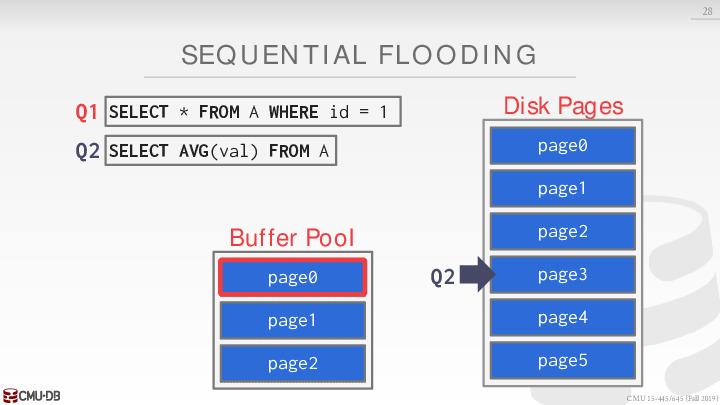 28
SEQUENTIAL FLOODING
Q1 SELECT * FROM A WHERE id = 1
Q2 SELECT AVG(val) FROM A
Disk Pages
page0
page1
page2
Q2 page3
page4
page5
Buffer Pool
page0
page1
page2
CMU·DB
CMU 15-445/645 (Fall 2019)